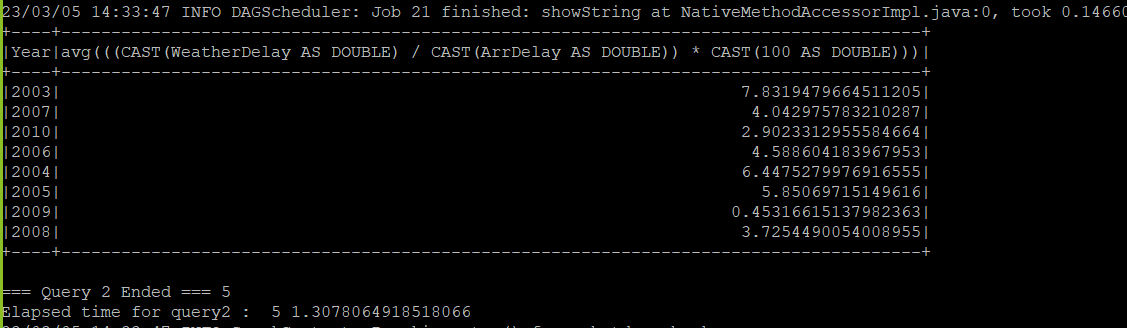 23/03/05 14:33:47 INFO DAGScheduler: Job 21 finished: showString at NativeMethodAccessorImpl.java:0, took 0.14660
+----+--------------------------------------------------------------------------------------+
|Year|avg(((CAST(WeatherDelay AS DOUBLE) / CAST(ArrDelay AS DOUBLE)) * CAST(100 AS DOUBLE)))|
+----+--------------------------------------------------------------------------------------+
|2003| 7.8319479664511205|
|2007| 4.042975783210287|
|2010| 2.9023312955584664|
|2006| 4.588604183967953|
|2004| 6.4475279976916555|
|2005| 5.85069715149616|
|2009| 0.45316615137982363|
|2008| 3.7254490054008955|
+----+--------------------------------------------------------------------------------------+
=== Query 2 Ended === 5
Elapsed time for query2 :  5 1.3078064918518066